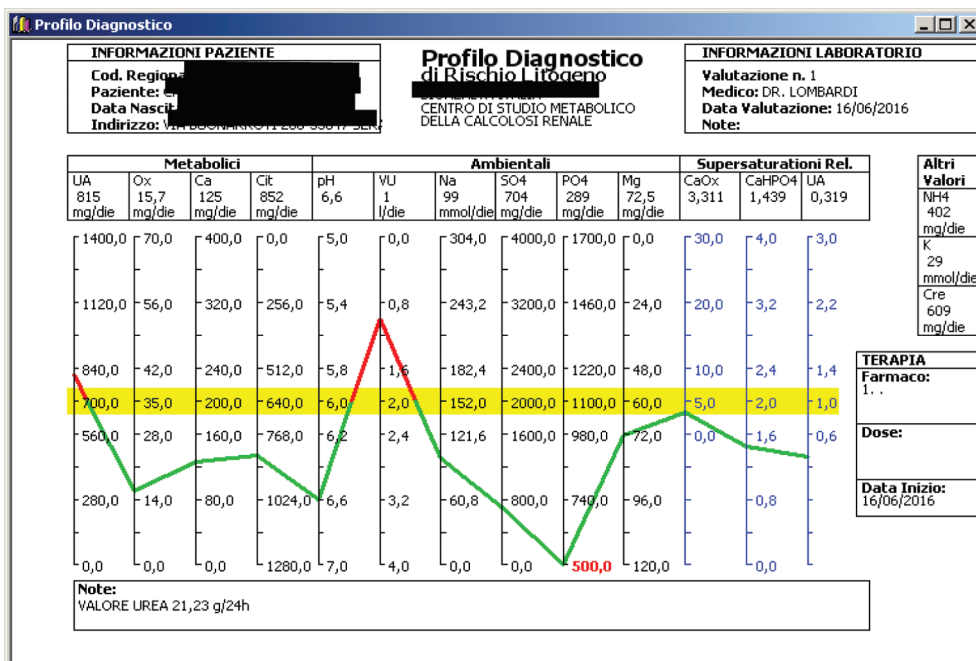 Profilo Diagnostico
INFORMAZIONI PAZIENTE
Cod. Regiona
Paziente:
Data Nascit
Indirizzo:
Profilo Diagnostico
di Rischio Litogeno
CENTRO DI STUDIO METABOLICO
DELLA CALCOLOSI RENALE
INFORMAZIONI LABORATORIO
Valutazione n. 1
Medico: DR. LOMBARDI
Data Valutazione: 16/06/2016
Note:
Metabolici Ambientali Supersaturationi Rel.
UA Ox Ca Cit pH VU Na SO4 PO4 Mg CaOx CaHPO4 UA
815 15,7 125 852 6,6 1 99 704 289 72,5 3,311 1,439 0,319
mg/die mg/die mg/die mg/die l/die mmol/die mg/die mg/die mg/die
1400,0 70,0 400,0 0,0 5,0 0,0 304,0 4000,0 1700,0 0,0 30,0 4,0 3,0
1120,0 56,0 320,0 256,0 5,4 0,8 243,2 3200,0 1460,0 24,0 20,0 3,2 2,2
840,0 42,0 240,0 512,0 5,8 1,6 182,4 2400,0 1220,0 48,0 10,0 2,4 1,4
700,0 35,0 200,0 640,0 6,0 2,0 152,0 2000,0 1100,0 60,0 5,0 2,0 1,0
560,0 28,0 160,0 768,0 6,2 2,4 121,6 1600,0 980,0 72,0 0,0 1,6 0,6
280,0 14,0 80,0 1024,0 6,6 3,2 60,8 800,0 740,0 96,0 0,8
0,0 0,0 0,0 1280,0 7,0 4,0 0,0 0,0 500,0 120,0 0,0
Altri
Valori
NH4
402
mg/die
K
29
mmol/die
Cre
609
mg/die
TERAPIA
Farmaco:
1. .
Dose:
Data Inizio:
16/06/2016
Note:
VALORE UREA 21,23 g/24h